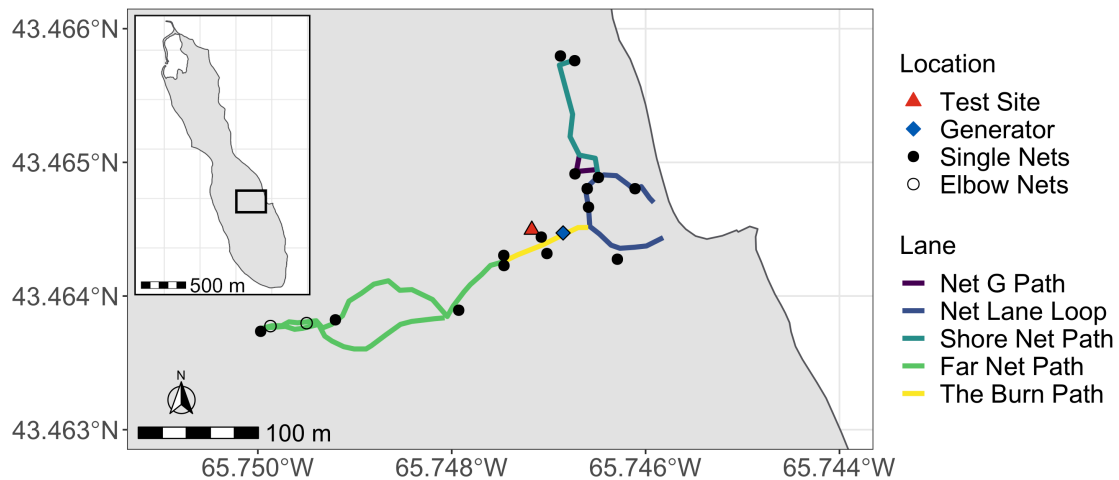 43.466°N
43.465°N
43.464°N
43.463°N
500 m
N
100 m
65.750°W
65.748°W
65.746°W
65.744°W
Location
Test Site
Generator
Single Nets
Elbow Nets
Lane
Net G Path
Net Lane Loop
Shore Net Path
Far Net Path
The Burn Path